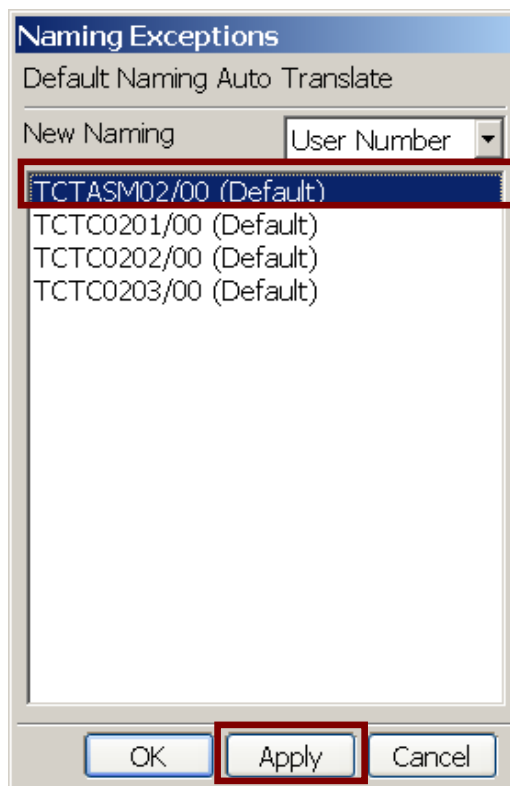 Naming Exceptions
Default Naming Auto Translate
New Naming User Number
TCTASM02/00 (Default)
TCTC0201/00 (Default)
TCTC0202/00 (Default)
TCTC0203/00 (Default)
OK Apply Cancel